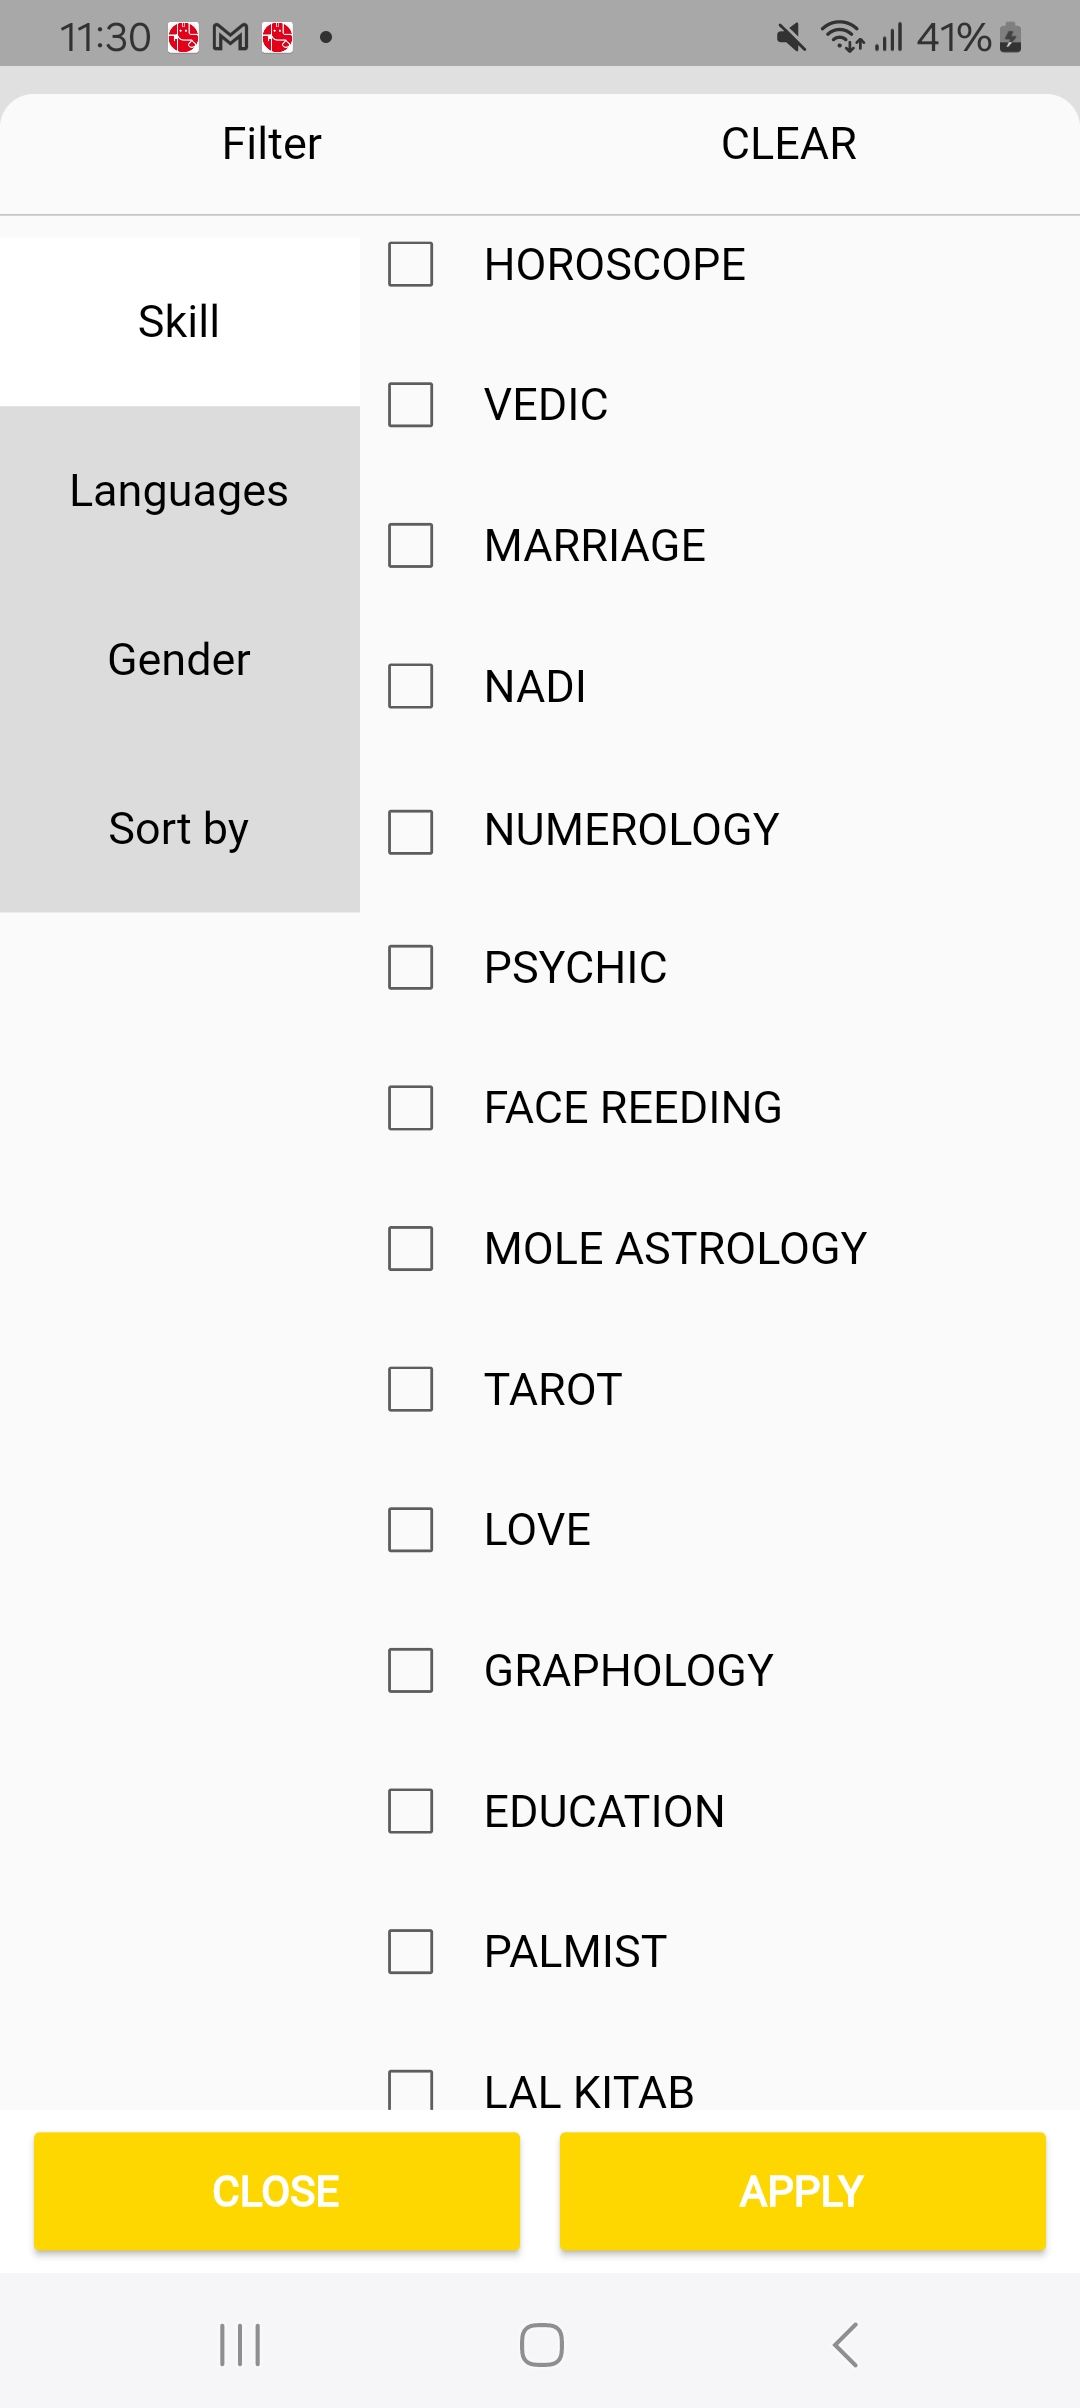 11:30
41%
Filter
CLEAR
Skill
Languages
Gender
Sort by
HOROSCOPE
VEDIC
MARRIAGE
NADI
NUMEROLOGY
PSYCHIC
FACE REEDING
MOLE ASTROLOGY
TAROT
LOVE
GRAPHOLOGY
EDUCATION
PALMIST
LAL KITAB
CLOSE
APPLY